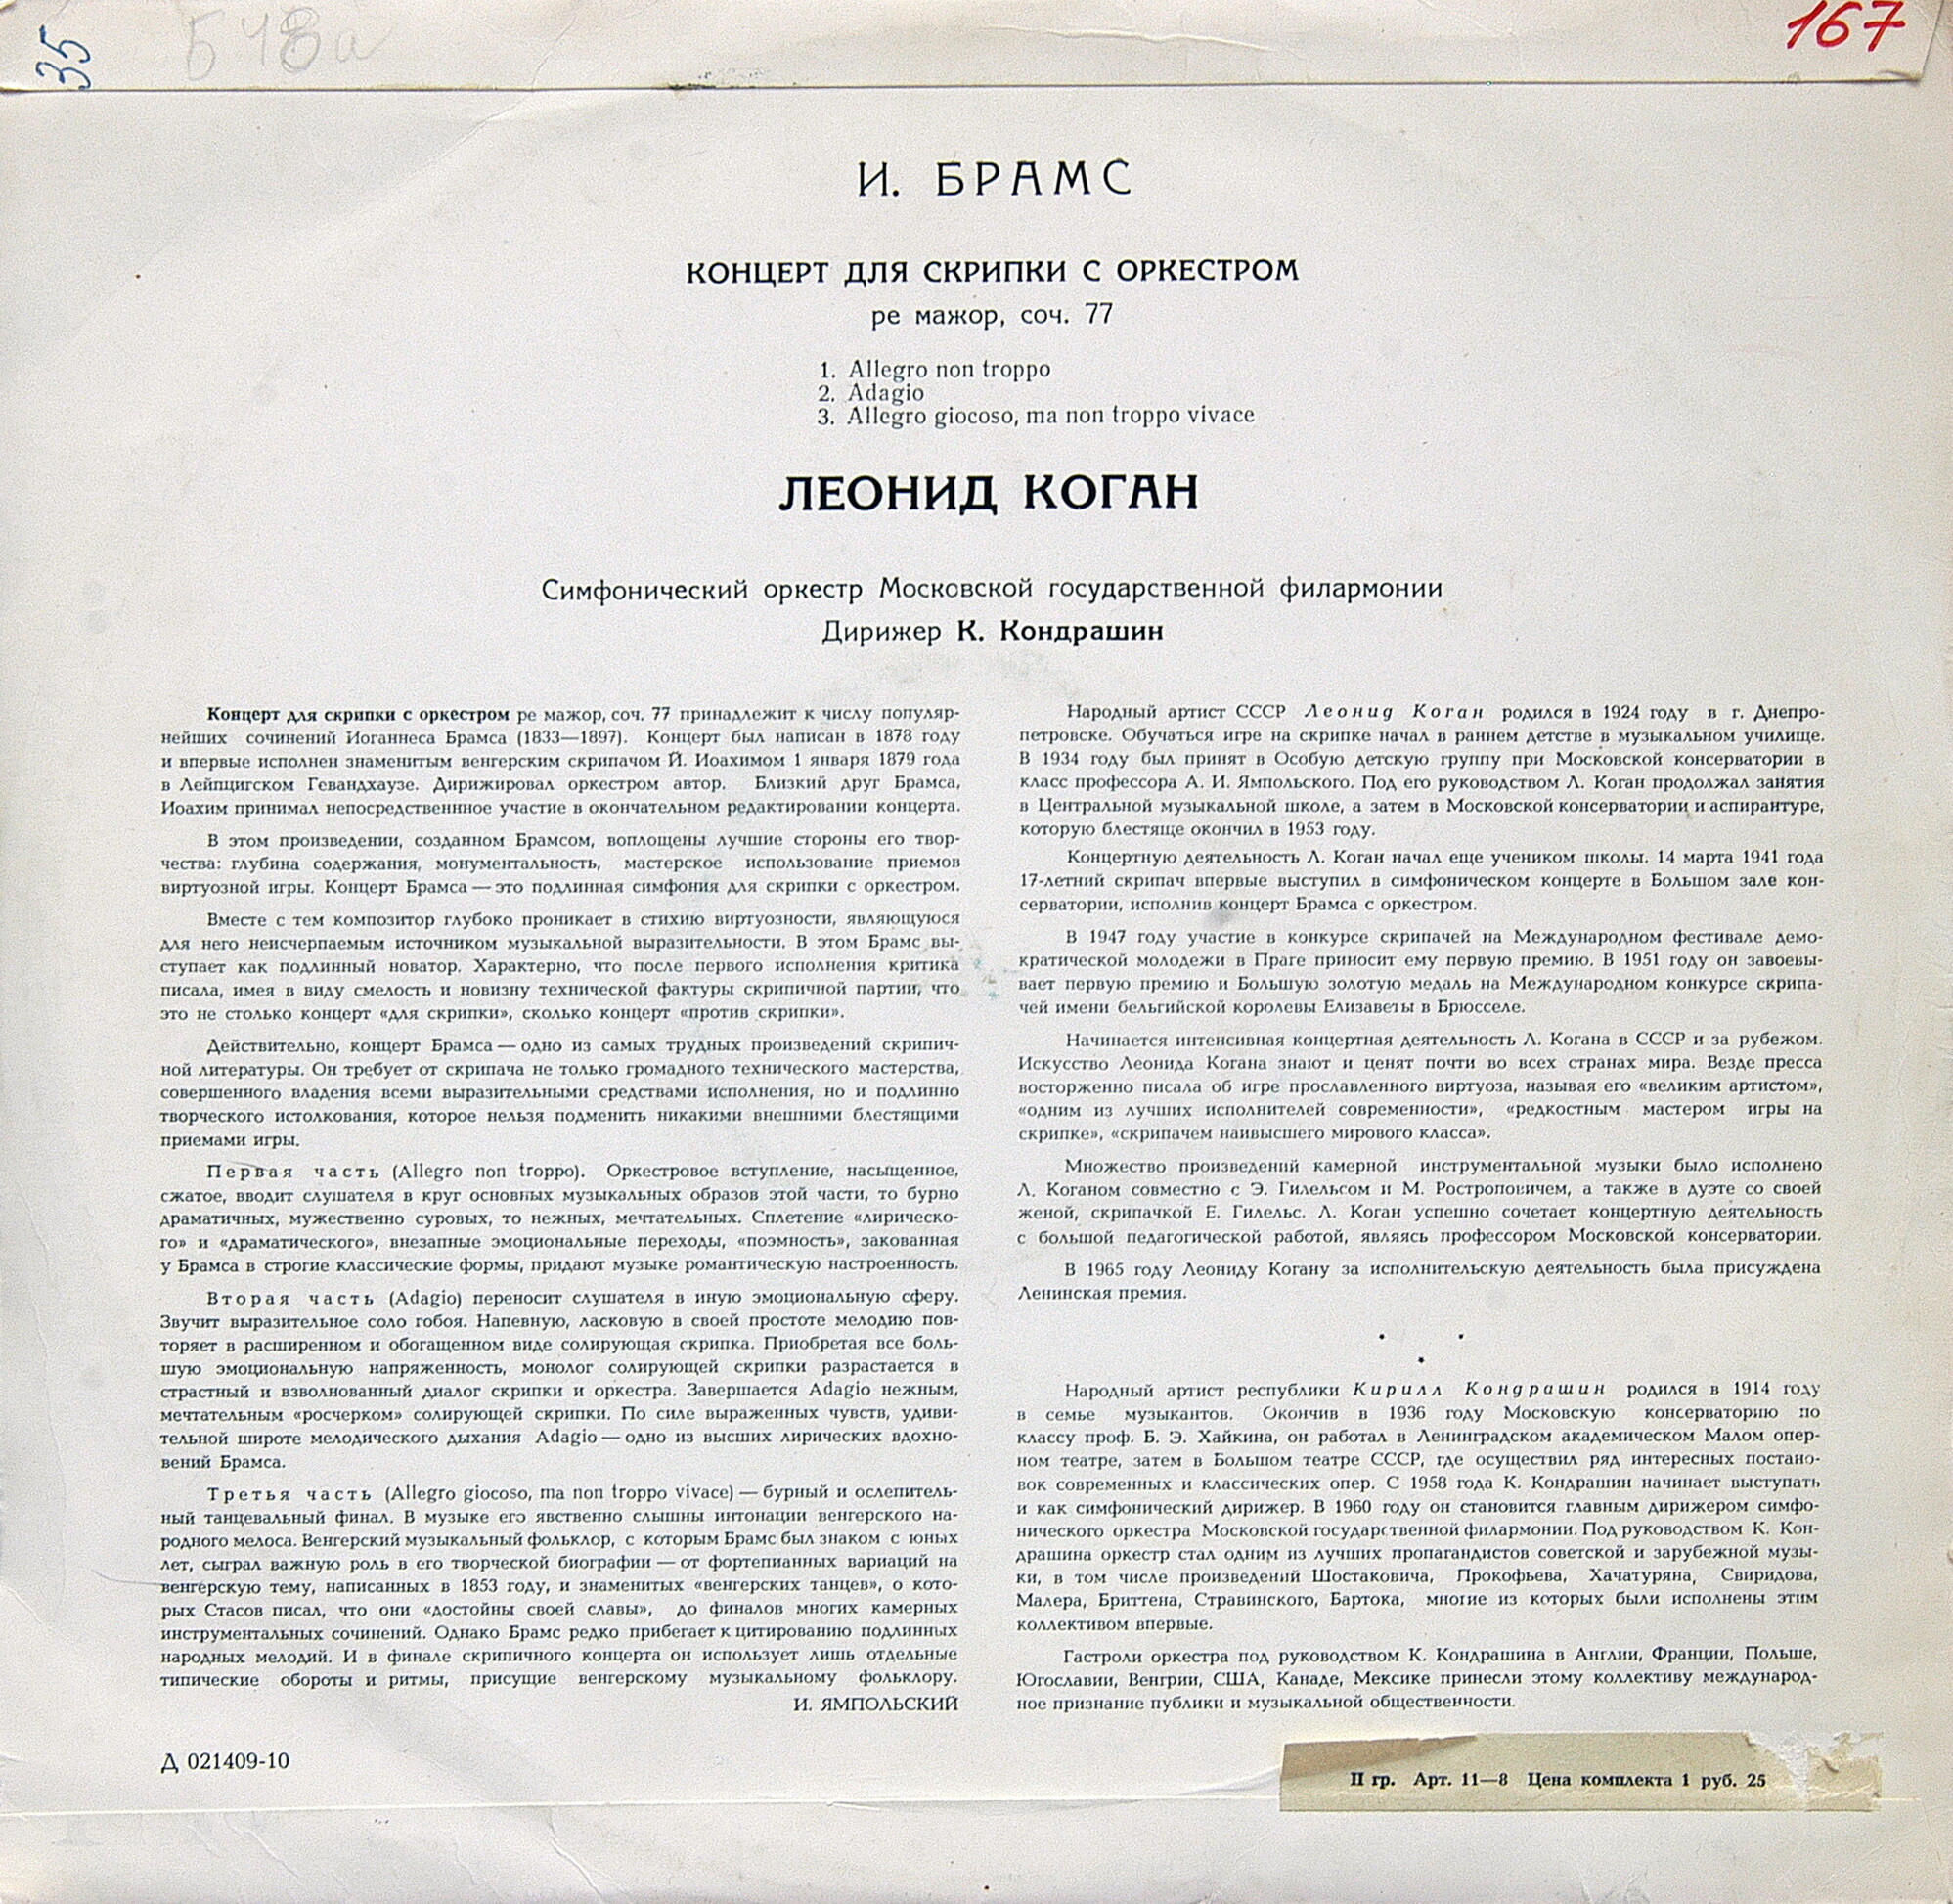 35
Б 48а
167
И. БРАМС
КОНЦЕРТ ДЛЯ СКРИПКИ С ОРКЕСТРОМ
ре мажор, соч. 77
1. Allegro non troppo
2. Adagio
3. Allegro giocoso, ma non troppo vivace
ЛЕОНИД КОГАН
Симфонический оркестр Московской государственной филармонии
Дирижер К. Кондрашин
Концерт для скрипки с оркестром ре мажор, соч. 77 принадлежит к числу популяр-
нейших сочинений Иоганнеса Брамса (1833—1897). Концерт был написан в 1878 году
и впервые исполнен знаменитым венгерским скрипачом Й. Иоахимом 1 января 1879 года
в Лейпцигском Гевандхаузе. Дирижировал оркестром автор. Близкий друг Брамса,
Иоахим принимал непосредственнное участие в окончательном редактировании концерта.
В этом произведении, созданном Брамсом, воплощены лучшие стороны его твор-
чества: глубина содержания, монументальность, мастерское использование приемов
виртуозной игры. Концерт Брамса — это подлинная симфония для скрипки с оркестром.
Вместе с тем композитор глубоко проникает в стихию виртуозности, являющуюся
для него неисчерпаемым источником музыкальной выразительности. В этом Брамс вы-
ступает как подлинный новатор. Характерно, что после первого исполнения критика
писала, имея в виду смелость и новизну технической фактуры скрипичной партии, что
это не столько концерт «для скрипки», сколько концерт «против скрипки».
Действительно, концерт Брамса — одно из самых трудных произведений скрипич-
ной литературы. Он требует от скрипача не только громадного технического мастерства,
совершенного владения всеми выразительными средствами исполнения, но и подлинно
творческого истолкования, которое нельзя подменить никакими внешними блестящими
приемами игры.
Первая часть (Allegro non troppo). Оркестровое вступление, насыщенное,
сжатое, вводит слушателя в круг основных музыкальных образов этой части, то бурно
драматичных, мужественно суровых, то нежных, мечтательных. Сплетение «лирическо-
го» и «драматического», внезапные эмоциональные переходы, «поэмность», закованная
у Брамса в строгие классические формы, придают музыке романтическую настроенность.
Вторая часть (Adagio) переносит слушателя в иную эмоциональную сферу.
Звучит выразительное соло гобоя. Напевную, ласковую в своей простоте мелодию пов-
торяет в расширенном и обогащенном виде солирующая скрипка. Приобретая все боль-
шую эмоциональную напряженность, монолог солирующей скрипки разрастается в
страстный и взволнованный диалог скрипки и оркестра. Завершается Adagio нежным,
мечтательным «росчерком» солирующей скрипки. По силе выраженных чувств, удиви-
тельной широте мелодического дыхания Adagio — одно из высших лирических вдохно-
вений Брамса.
Третья часть (Allegro giocoso, ma non troppo vivace) — бурный и ослепитель-
ный танцевальный финал. В музыке его явственно слышны интонации венгерского на-
родного мелоса. Венгерский музыкальный фольклор, с которым Брамс был знаком с юных
лет, сыграл важную роль в его творческой биографии — от фортепианных вариаций на
венгерскую тему, написанных в 1853 году, и знаменитых «венгерских танцев», о кото-
рых Стасов писал, что они «достойны своей славы», до финалов многих камерных
инструментальных сочинений. Однако Брамс редко прибегает к цитированию подлинных
народных мелодий. И в финале скрипичного концерта он использует лишь отдельные
типические обороты и ритмы, присущие венгерскому музыкальному фольклору.
И. ЯМПОЛЬСКИЙ
Народный артист СССР Леонид Коган родился в 1924 году в г. Днепро-
петровске. Обучаться игре на скрипке начал в раннем детстве в музыкальном училище.
В 1934 году был принят в Особую детскую группу при Московской консерватории в
класс профессора А. И. Ямпольского. Под его руководством Л. Коган продолжал занятия
в Центральной музыкальной школе, а затем в Московской консерватории и аспирантуре,
которую блестяще окончил в 1953 году.
Концертную деятельность Л. Коган начал еще учеником школы. 14 марта 1941 года
17-летний скрипач впервые выступил в симфоническом концерте в Большом зале кон-
серватории, исполнив концерт Брамса с оркестром.
В 1947 году участие в конкурсе скрипачей на Международном фестивале демо-
кратической молодежи в Праге приносит ему первую премию. В 1951 году он завоевы-
вает первую премию и Большую золотую медаль на Международном конкурсе скрипа-
чей имени бельгийской королевы Елизаветы в Брюсселе.
Начинается интенсивная концертная деятельность Л. Когана в СССР и за рубежом.
Искусство Леонида Когана знают и ценят почти во всех странах мира. Везде пресса
восторженно писала об игре прославленного виртуоза, называя его «великим артистом»,
«одним из лучших исполнителей современности», «редкостным мастером игры на
скрипке», «скрипачем наивысшего мирового класса».
Множество произведений камерной инструментальной музыки было исполнено
Л. Коганом совместно с Э. Гилельсом и М. Ростроповичем, а также в дуэте со своей
женой, скрипачкой Е. Гилельс. Л. Коган успешно сочетает концертную деятельность
с большой педагогической работой, являясь профессором Московской консерватории.
В 1965 году Леониду Когану за исполнительскую деятельность была присуждена
Ленинская премия.
Народный артист республики Кирилл Кондрашин родился в 1914 году
в семье музыкантов. Окончив в 1936 году Московскую консерваторию по
классу проф. Б. Э. Хайкина, он работал в Ленинградском академическом Малом опер-
ном театре, затем в Большом театре СССР, где осуществил ряд интересных постано-
вок современных и классических опер. С 1958 года К. Кондрашин начинает выступать
и как симфонический дирижер. В 1960 году он становится главным дирижером симфо-
нического оркестра Московской государственной филармонии. Под руководством К. Кон-
драшина оркестр стал одним из лучших пропагандистов советской и зарубежной музы-
ки, в том числе произведений Шостаковича, Прокофьева, Хачатуряна, Свиридова,
Малера, Бриттена, Стравинского, Бартока, многие из которых были исполнены этим
коллективом впервые.
Гастроли оркестра под руководством К. Кондрашина в Англии, Франции, Польше,
Югославии, Венгрии, США, Канаде, Мексике принесли этому коллективу международ-
ное признание публики и музыкальной общественности.
Д 021409-10
II гр. Арт. 11—8 Цена комплекта 1 руб. 25